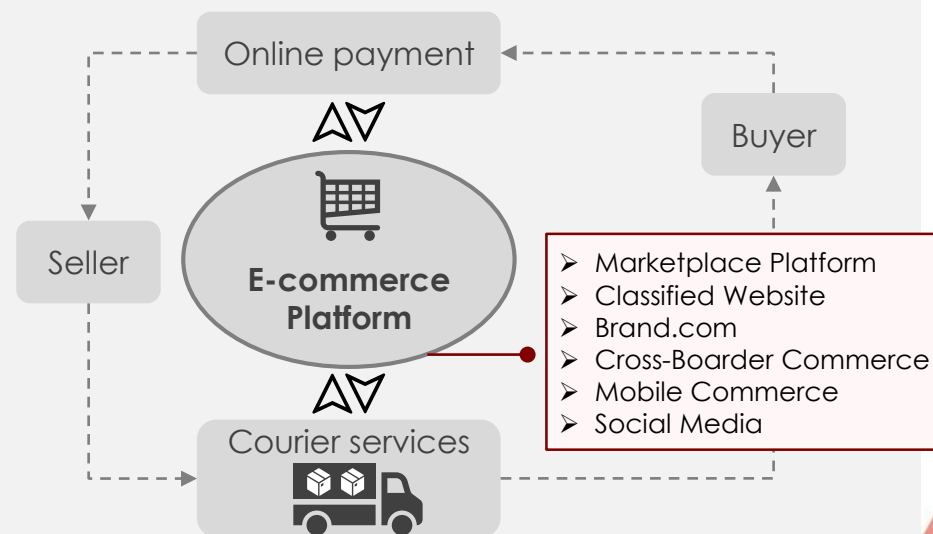 Online payment
Buyer
Seller
E-commerce
Platform
➢ Marketplace Platform
➢ Classified Website
➢ Brand.com
➢ Cross-Boarder Commerce
➢ Mobile Commerce
➢ Social Media
Courier services